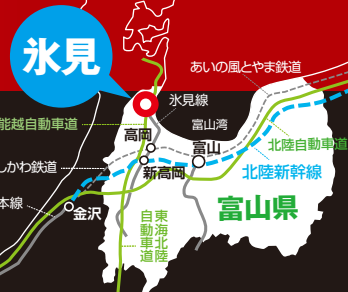 氷見
あいの風とやま鉄道
氷見線
能越自動車道
富山湾
高岡
富山
北陸自動車道
しかわ鉄道
新高岡
北陸新幹線
本線
金沢
東海北陸
自動車道
富山県